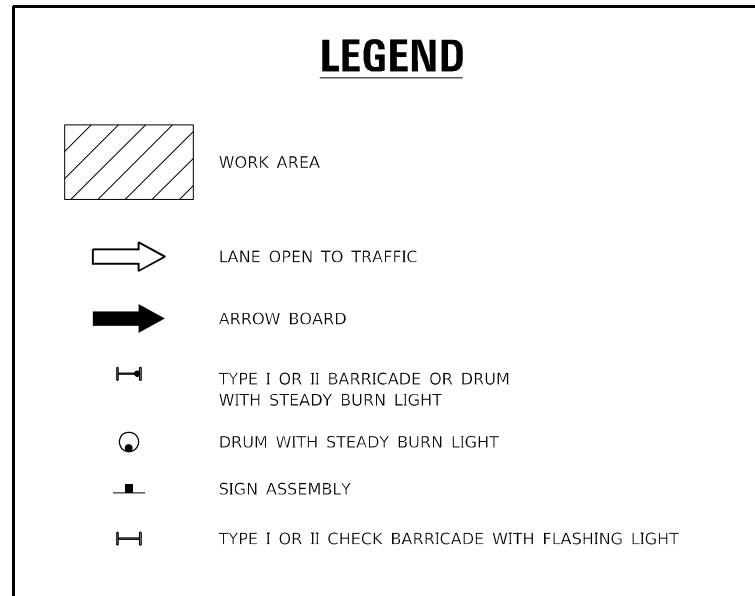 LEGEND
WORK AREA
LANE OPEN TO TRAFFIC
ARROW BOARD
TYPE I OR II BARRICADE OR DRUM
WITH STEADY BURN LIGHT
DRUM WITH STEADY BURN LIGHT
SIGN ASSEMBLY
TYPE I OR II CHECK BARRICADE WITH FLASHING LIGHT